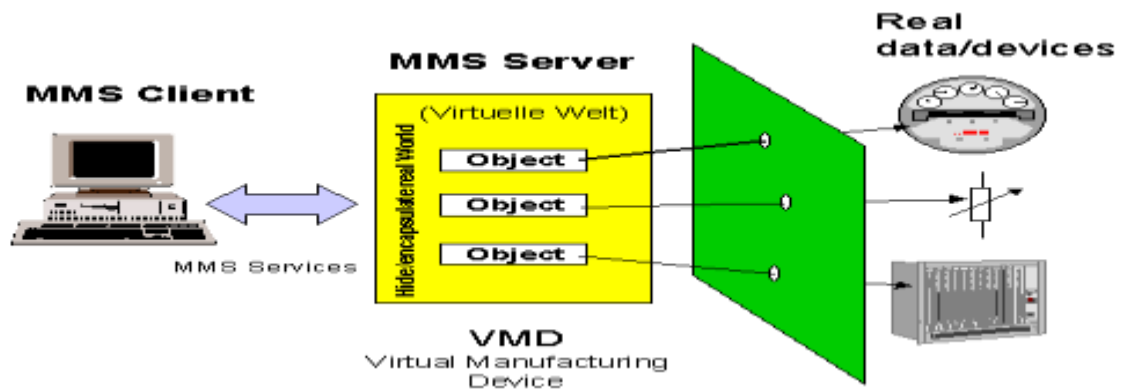 Real
data/devices
MMS Server
MMS Client
(Virtuelle Welt)
Hide/encapsulate real World
Object
Object
Object
MMS Services
VMD
Virtual Manufacturing
Device